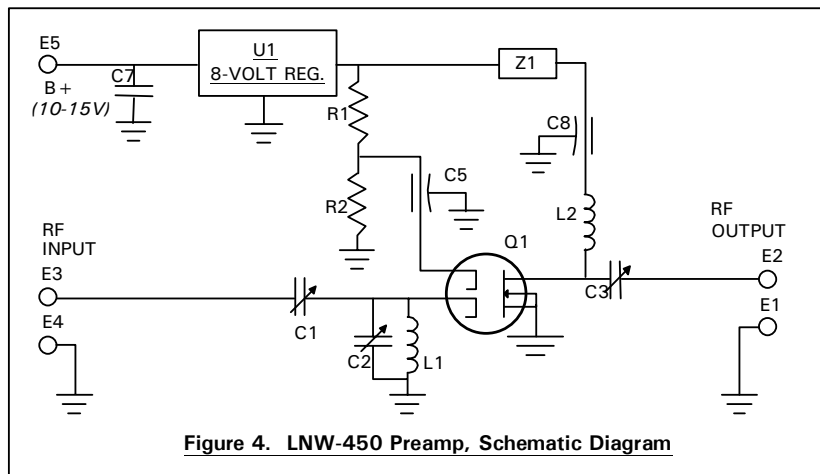 E5
B+
(10-15V)
C7
U1
8-VOLT REG.
Z1
R1
C8
C5
R2
L2
Q1
RF
INPUT
E3
RF
OUTPUT
E2
C3
E4
C1
C2
L1
E1
Figure 4. LNW-450 Preamp, Schematic Diagram